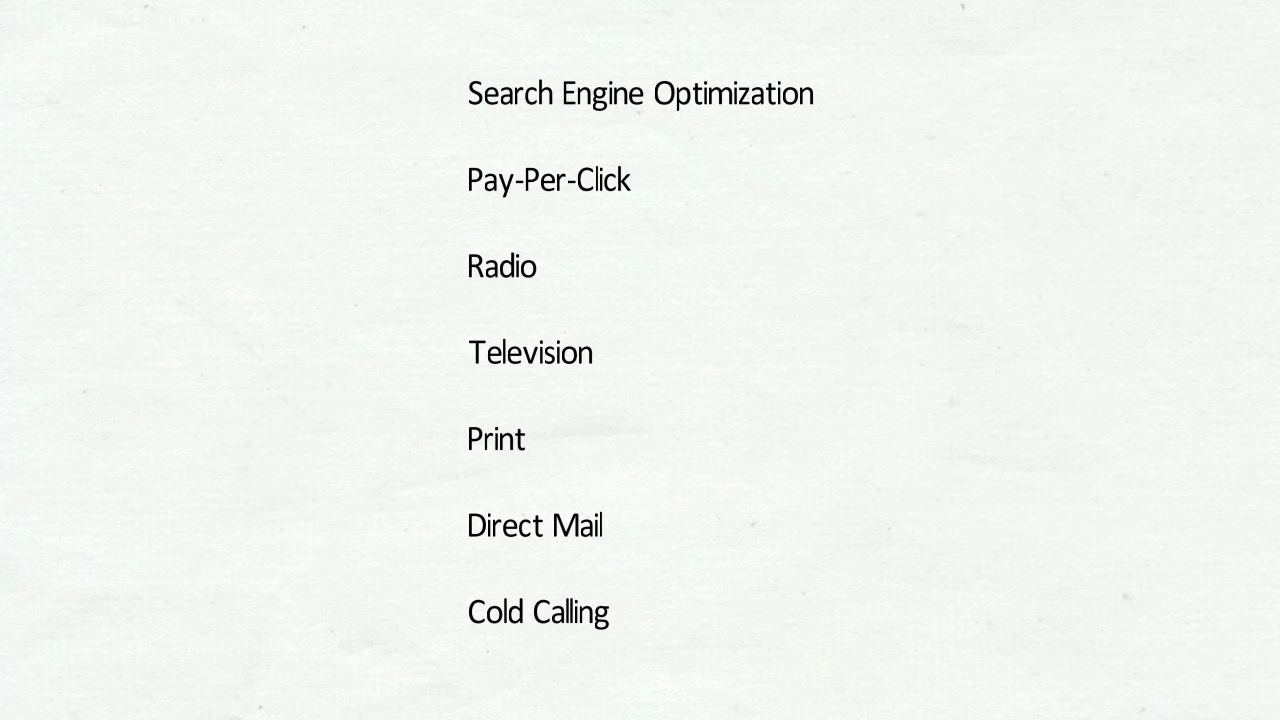 Search Engine Optimization
Pay-Per-Click
Radio
Television
Print
Direct Mail
Cold Calling